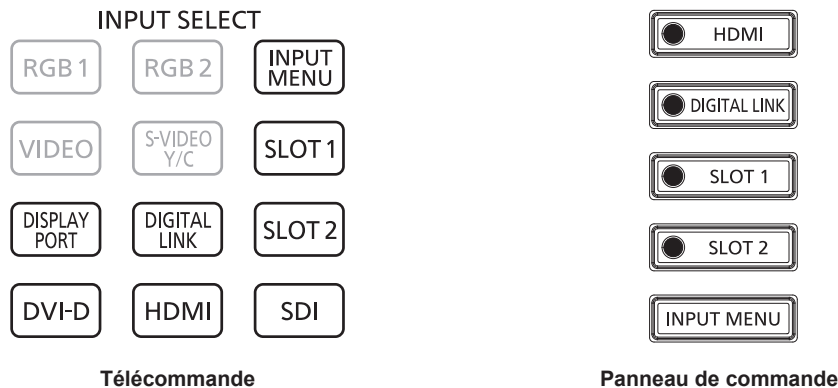 INPUT SELECT
RGB 1
RGB 2
INPUT
MENU
VIDEO
S-VIDEO
Y/C
SLOT 1
DISPLAY
PORT
DIGITAL
LINK
SLOT 2
DVI-D
HDMI
SDI
Télécommande
HDMI
DIGITAL LINK
SLOT 1
SLOT 2
INPUT MENU
Panneau de commande